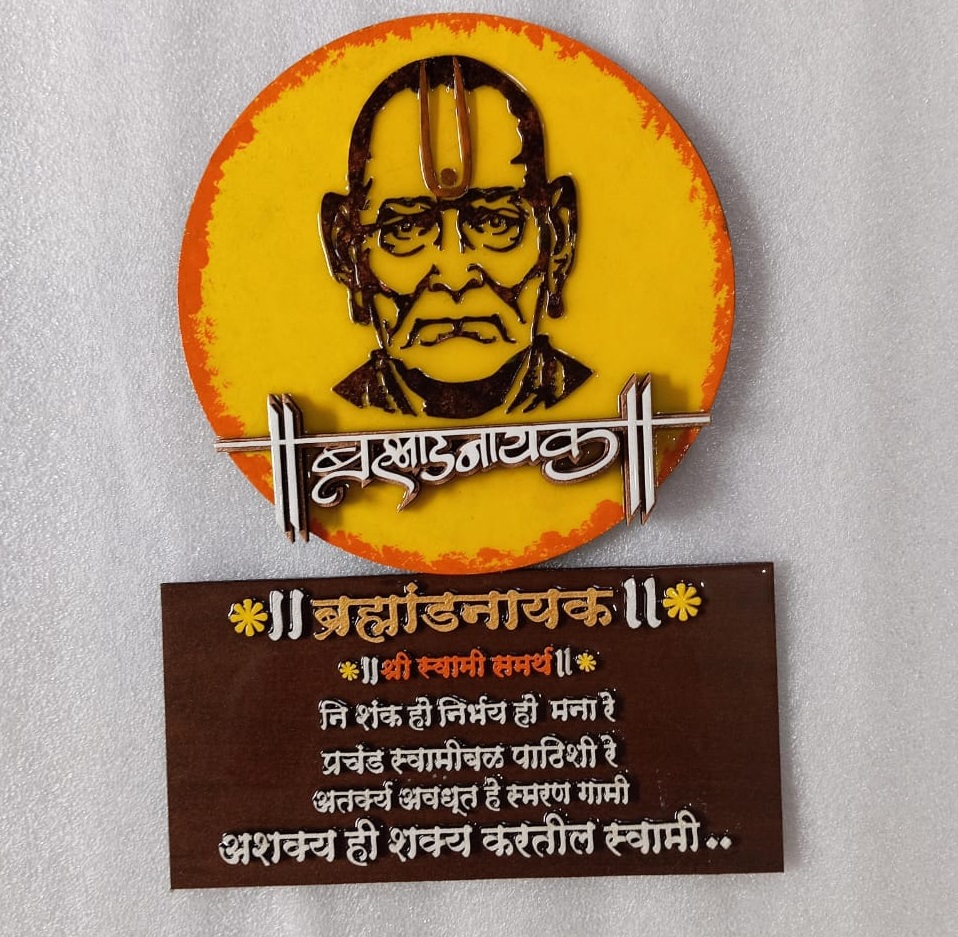 ब्रह्मांडनायक
|| ब्रह्मांडनायक ||
||श्री स्वामी समर्थ||
नि शंक हो निर्भय हो मना रे
प्रचंड स्वामीबळ पाठिशी रे
अतर्क्य अवधूत हे स्मरण गामी
अशक्य ही शक्य करतील स्वामी..